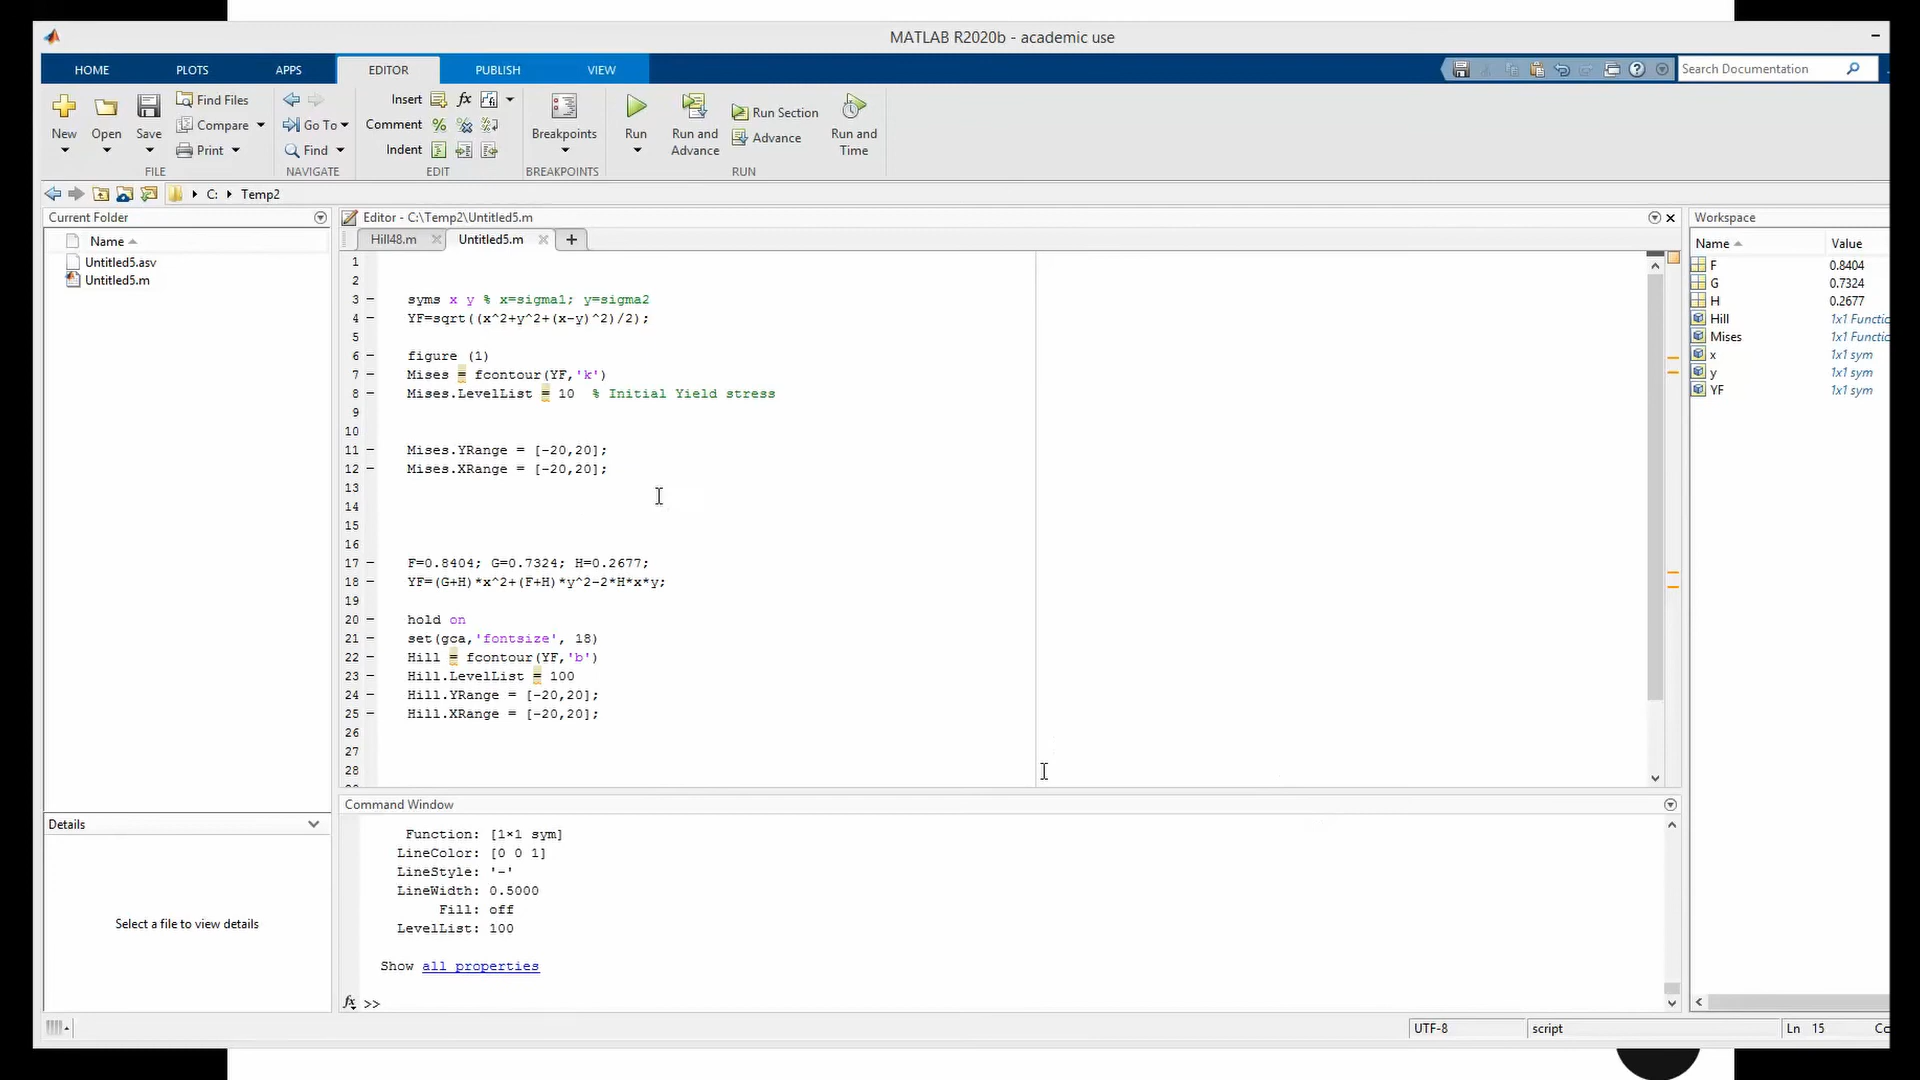 MATLAB R2020b - academic use
HOME PLOTS APPS EDITOR PUBLISH VIEW
Search Documentation
New
Open
Save
Find Files
Compare
Print
FILE
Go To
Find
NAVIGATE
Insert fx
Comment
Indent
EDIT
Breakpoints
BREAKPOINTS
Run
Run and Advance
Run Section
Advance
Run and Time
RUN
C: Temp2
Current Folder
Name
Untitled5.asv
Untitled5.m
Details
Select a file to view details
Editor - C:\Temp2\Untitled5.m
Hill48.m Untitled5.m +
1
2
3 – syms x y % x=sigma1; y=sigma2
4 – YF=sqrt((x^2+y^2+(x-y)^2)/2);
5
6 – figure (1)
7 – Mises = fcontour(YF,'k')
8 – Mises.LevelList = 10 % Initial Yield stress
9
10
11 – Mises.YRange = [-20,20];
12 – Mises.XRange = [-20,20];
13
14
15
16
17 – F=0.8404; G=0.7324; H=0.2677;
18 – YF=(G+H)*x^2+(F+H)*y^2-2*H*x*y;
19
20 – hold on
21 – set(gca,'fontsize', 18)
22 – Hill = fcontour(YF,'b')
23 – Hill.LevelList = 100
24 – Hill.YRange = [-20,20];
25 – Hill.XRange = [-20,20];
26
27
28
Command Window
Function: [1×1 sym]
LineColor: [0 0 1]
LineStyle: '-'
LineWidth: 0.5000
Fill: off
LevelList: 100
Show all properties
fx >>
Workspace
Name Value
F 0.8404
G 0.7324
H 0.2677
Hill 1x1 Functic
Mises 1x1 Functic
x 1x1 sym
y 1x1 sym
YF 1x1 sym
UTF-8 script Ln 15